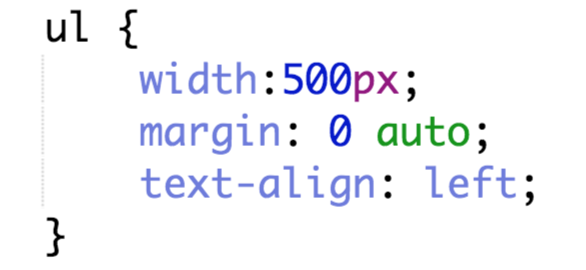 ul {
width:500px;
margin: 0 auto;
text-align: left;
}